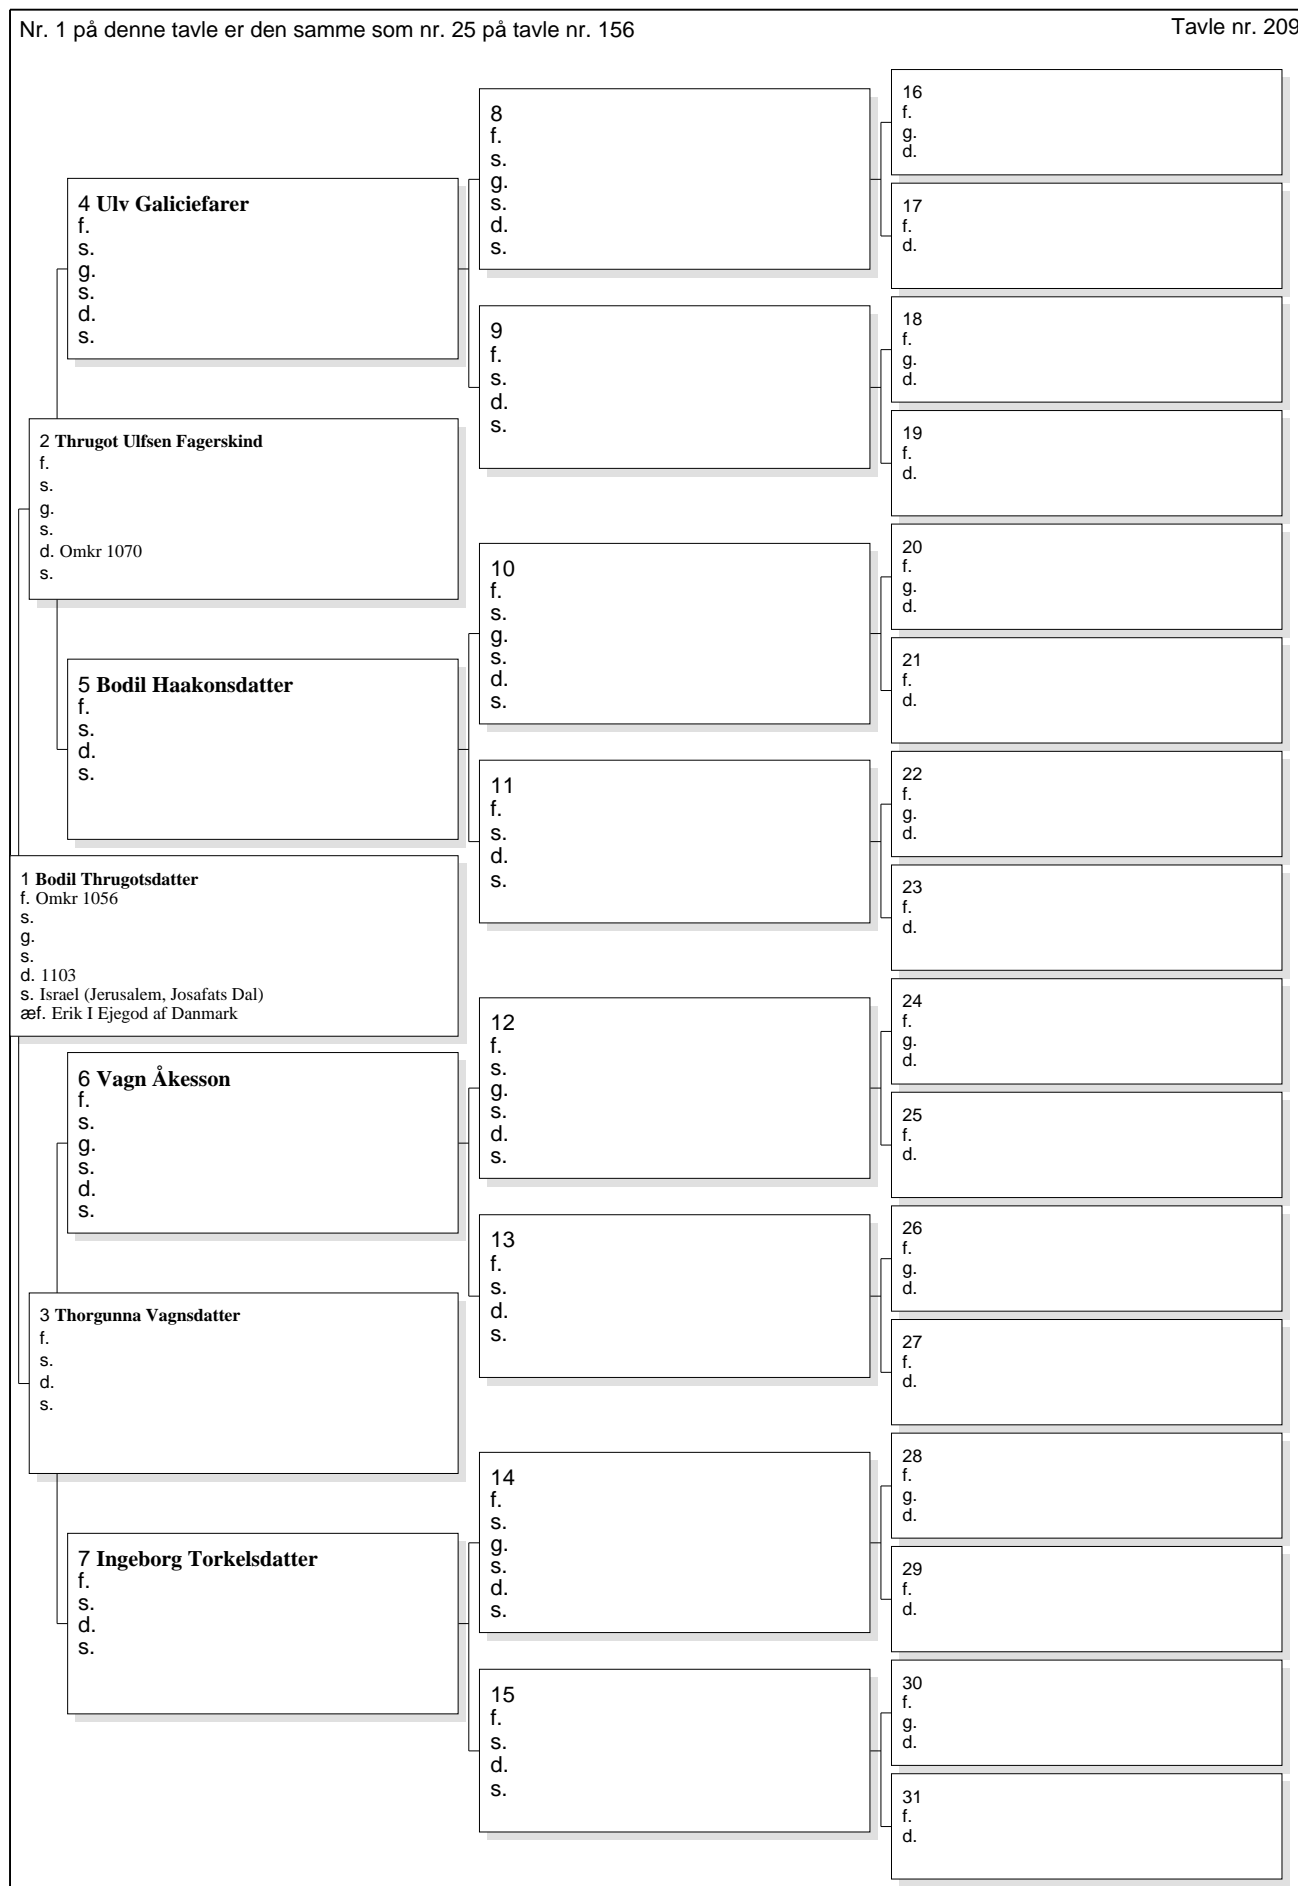 Nr. 1 på denne tavle er den samme som nr. 25 på tavle nr. 156
Tavle nr. 209
4 Ulv Galiciefarer
f.
s.
g.
s.
d.
s.
2 Thrugot Ulfsen Fagerskind
f.
s.
g.
s.
d. Omkr 1070
s.
5 Bodil Haakonsdatter
f.
s.
d.
s.
1 Bodil Thrugotsdatter
f. Omkr 1056
s.
g.
s.
d. 1103
s. Israel (Jerusalem, Josafats Dal)
æf. Erik I Ejegod af Danmark
6 Vagn Åkesson
f.
s.
g.
s.
d.
s.
3 Thorgunna Vagnsdatter
f.
s.
d.
s.
7 Ingeborg Torkelsdatter
f.
s.
d.
s.
8
f.
s.
g.
s.
d.
s.
9
f.
s.
d.
s.
10
f.
s.
g.
s.
d.
s.
11
f.
s.
d.
s.
12
f.
s.
g.
s.
d.
s.
13
f.
s.
d.
s.
14
f.
s.
g.
s.
d.
s.
15
f.
s.
d.
s.
16
f.
g.
d.
17
f.
d.
18
f.
g.
d.
19
f.
d.
20
f.
g.
d.
21
f.
d.
22
f.
g.
d.
23
f.
d.
24
f.
g.
d.
25
f.
d.
26
f.
g.
d.
27
f.
d.
28
f.
g.
d.
29
f.
d.
30
f.
g.
d.
31
f.
d.